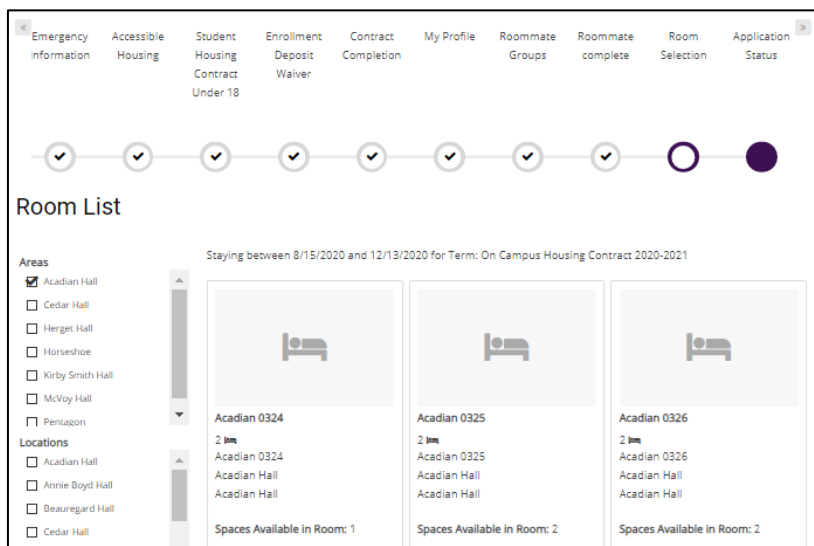 «
Emergency Information
Accessible Housing
Student Housing Contract Under 18
Enrollment Deposit Waiver
Contract Completion
My Profile
Roommate Groups
Roommate complete
Room Selection
Application Status
»
Room List
Areas
Acadian Hall
Cedar Hall
Herget Hall
Horseshoe
Kirby Smith Hall
McVoy Hall
Pentagon
Locations
Acadian Hall
Annie Boyd Hall
Beauregard Hall
Cedar Hall
Staying between 8/15/2020 and 12/13/2020 for Term: On Campus Housing Contract 2020-2021
Acadian 0324
2
Acadian 0324
Acadian Hall
Acadian Hall
Spaces Available in Room: 1
Acadian 0325
2
Acadian 0325
Acadian Hall
Acadian Hall
Spaces Available in Room: 2
Acadian 0326
2
Acadian 0326
Acadian Hall
Acadian Hall
Spaces Available in Room: 2